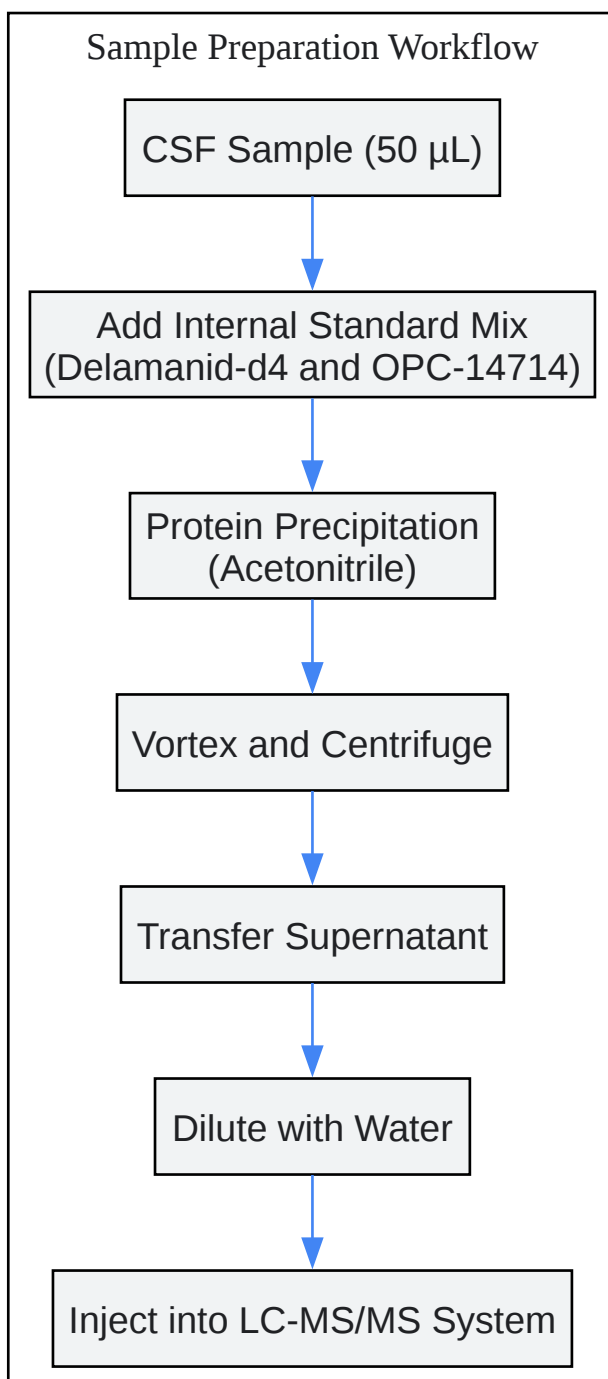 Sample Preparation Workflow
CSF Sample (50 µL)
Add Internal Standard Mix
(Delamanid-d4 and OPC-14714)
Protein Precipitation
(Acetonitrile)
Vortex and Centrifuge
Transfer Supernatant
Dilute with Water
Inject into LC-MS/MS System